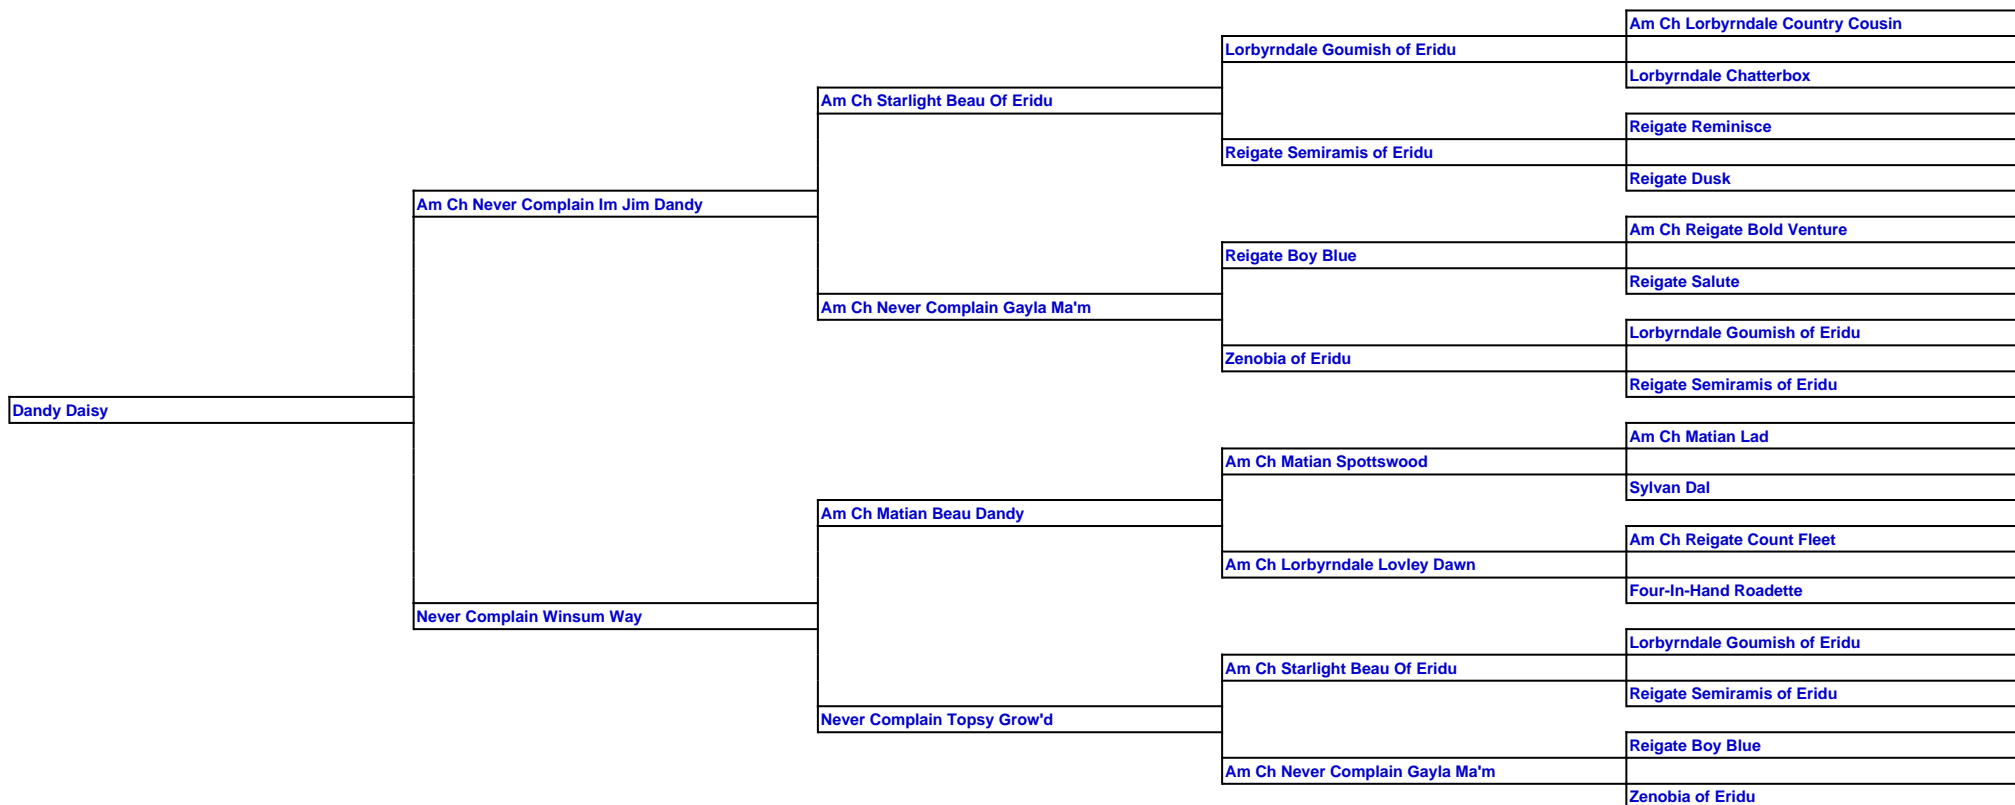 Am Ch Lorbyrndale Country Cousin
Lorbyrndale Goumish of Eridu
Lorbyrndale Chatterbox
Am Ch Starlight Beau Of Eridu
Reigate Reminisce
Reigate Semiramis of Eridu
Reigate Dusk
Am Ch Never Complain Im Jim Dandy
Am Ch Reigate Bold Venture
Reigate Boy Blue
Reigate Salute
Am Ch Never Complain Gayla Ma'm
Lorbyrndale Goumish of Eridu
Zenobia of Eridu
Reigate Semiramis of Eridu
Dandy Daisy
Am Ch Matian Lad
Am Ch Matian Spottswood
Sylvan Dal
Am Ch Matian Beau Dandy
Am Ch Reigate Count Fleet
Am Ch Lorbyrndale Lovley Dawn
Four-In-Hand Roadette
Never Complain Winsum Way
Lorbyrndale Goumish of Eridu
Am Ch Starlight Beau Of Eridu
Reigate Semiramis of Eridu
Never Complain Topsy Grow'd
Reigate Boy Blue
Am Ch Never Complain Gayla Ma'm
Zenobia of Eridu